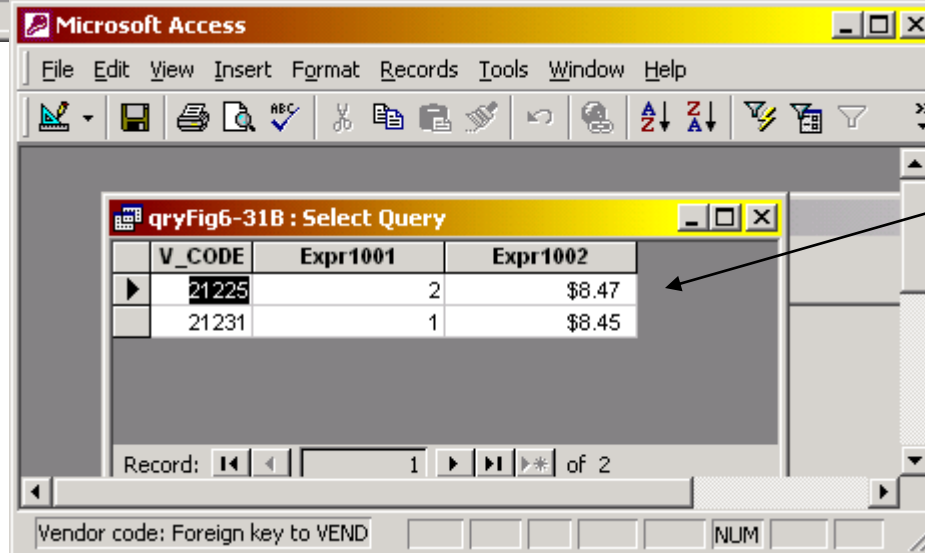 Microsoft Access
File Edit View Insert Format Records Tools Window Help
ABC
A
Z
Z
A
qryFig6-31B : Select Query
V_CODE Expr1001 Expr1002
21225 2 $8.47
21231 1 $8.45
Record: 1 of 2
Vendor code: Foreign key to VEND NUM